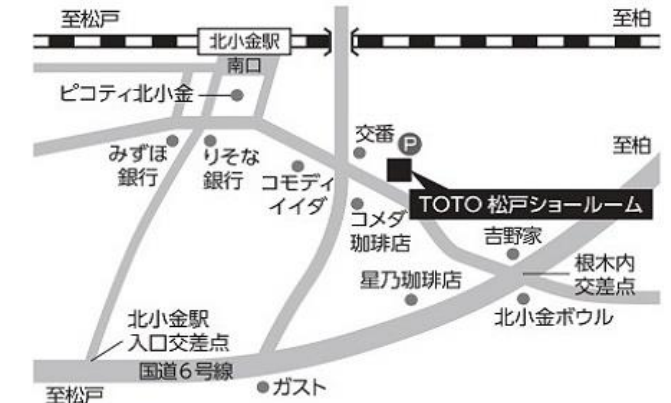 至松戸
至柏
北小金駅
南口
ピコティ北小金
交番
P
至柏
みずほ
銀行
りそな
銀行
コモディ
イイダ
TOTO 松戸ショールーム
コメダ
珈琲店
吉野家
根木内
交差点
星乃珈琲店
北小金ボウル
北小金駅
入口交差点
国道6号線
ガスト
至松戸